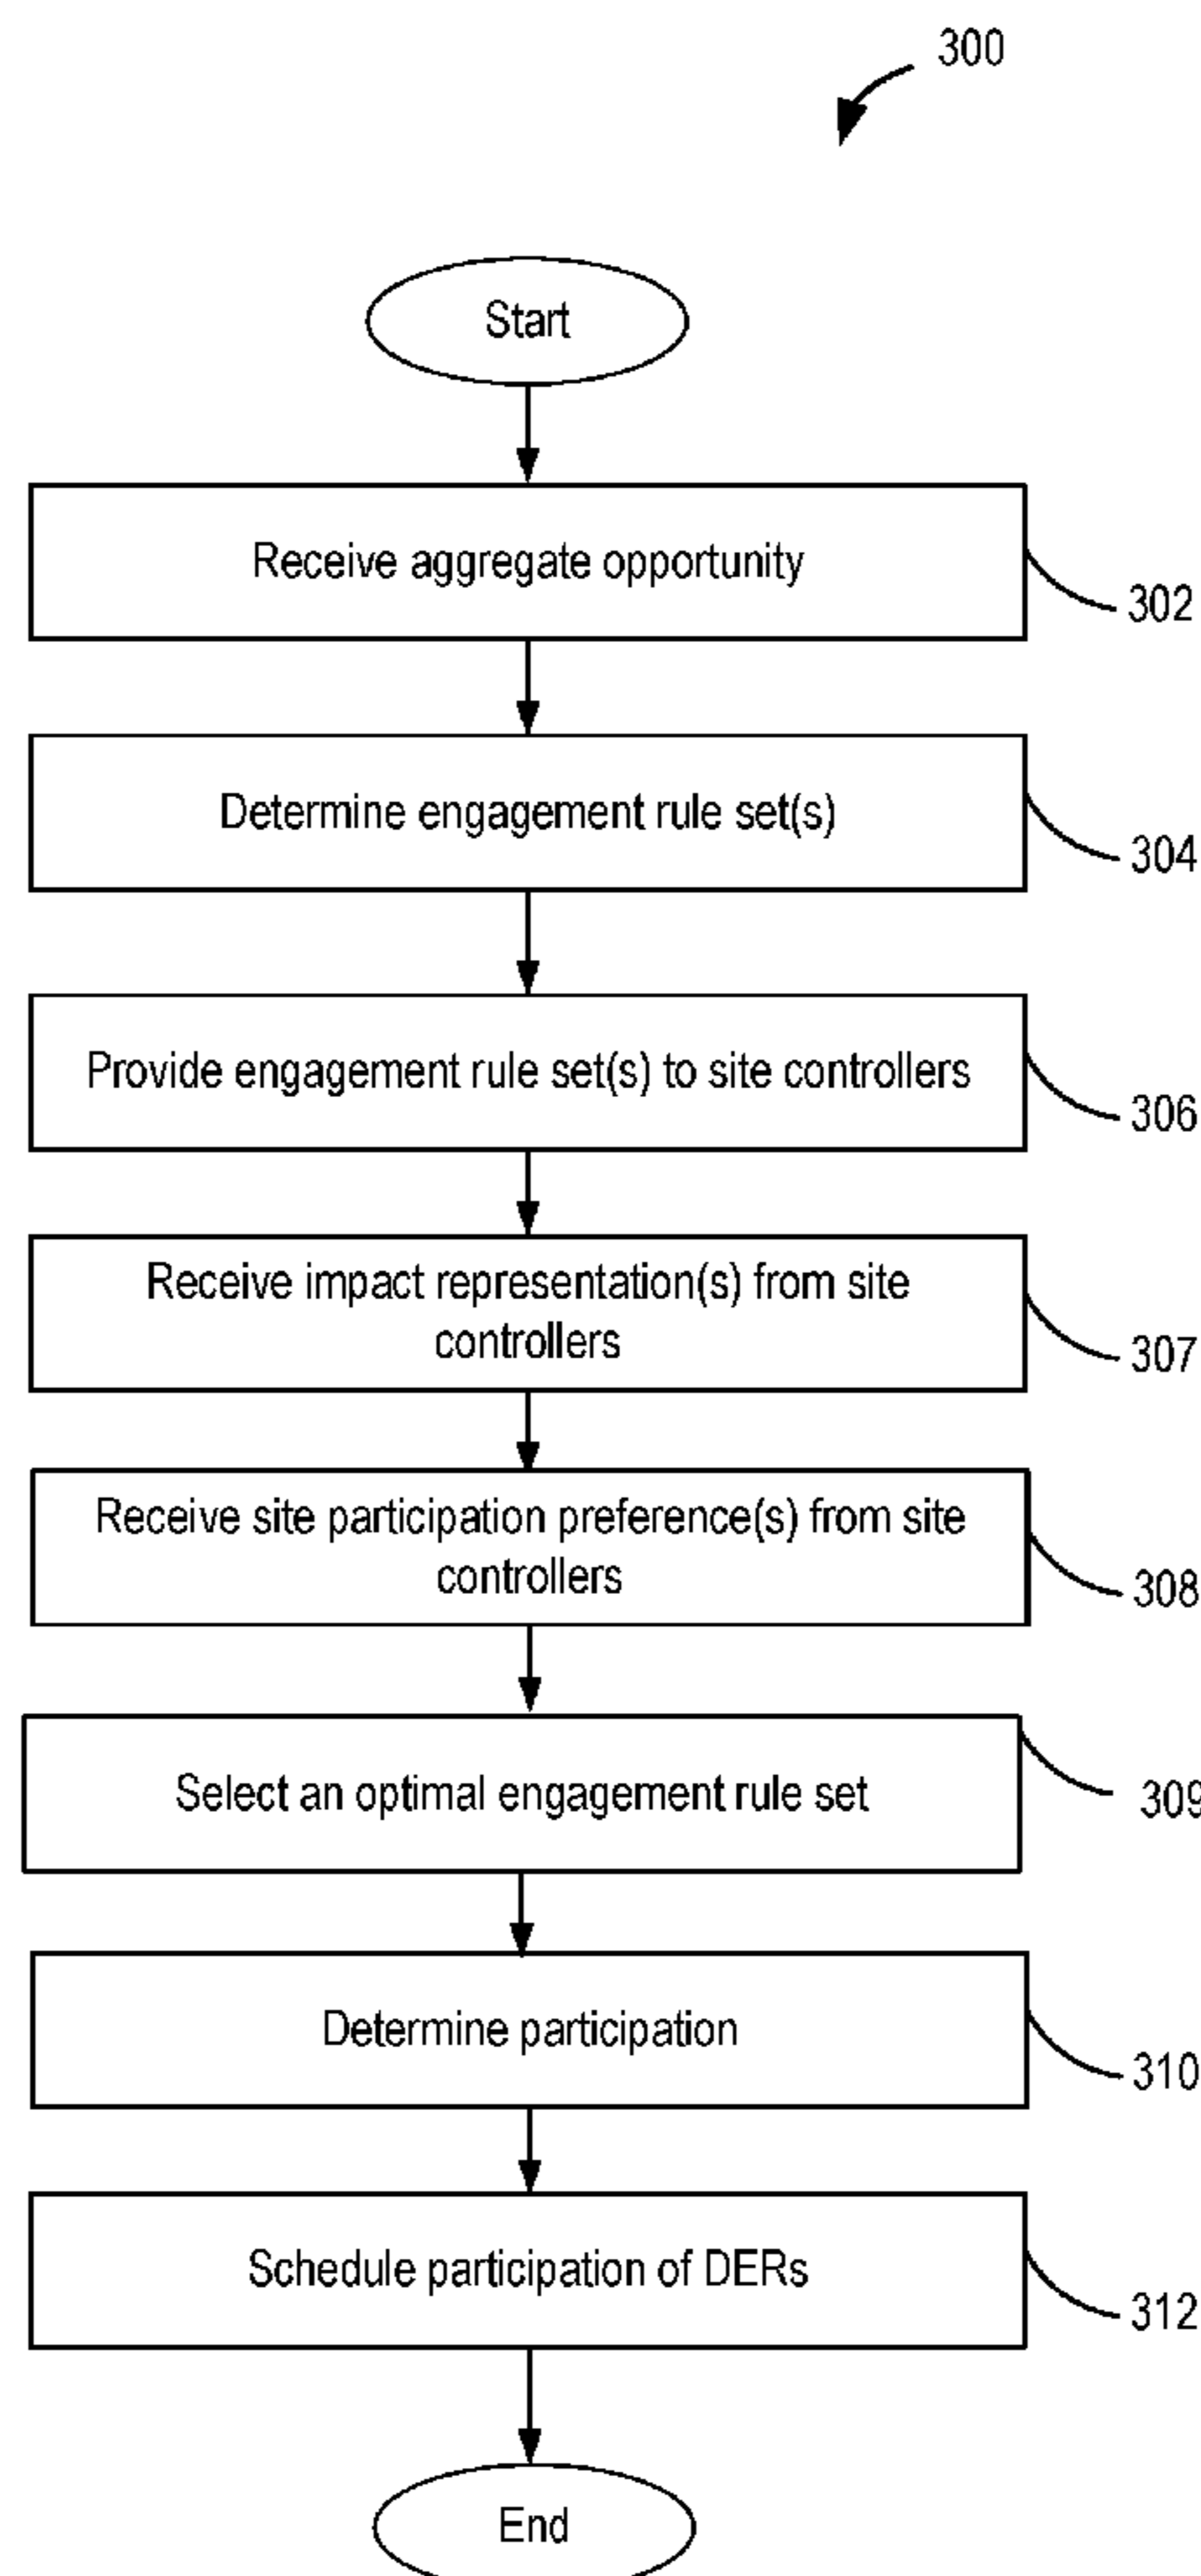 300
Start
Receive aggregate opportunity
302
Determine engagement rule set(s)
304
Provide engagement rule set(s) to site controllers
306
Receive impact representation(s) from site
controllers
307
Receive site participation preference(s) from site
controllers
308
Select an optimal engagement rule set
309
Determine participation
310
Schedule participation of DERs
312
End